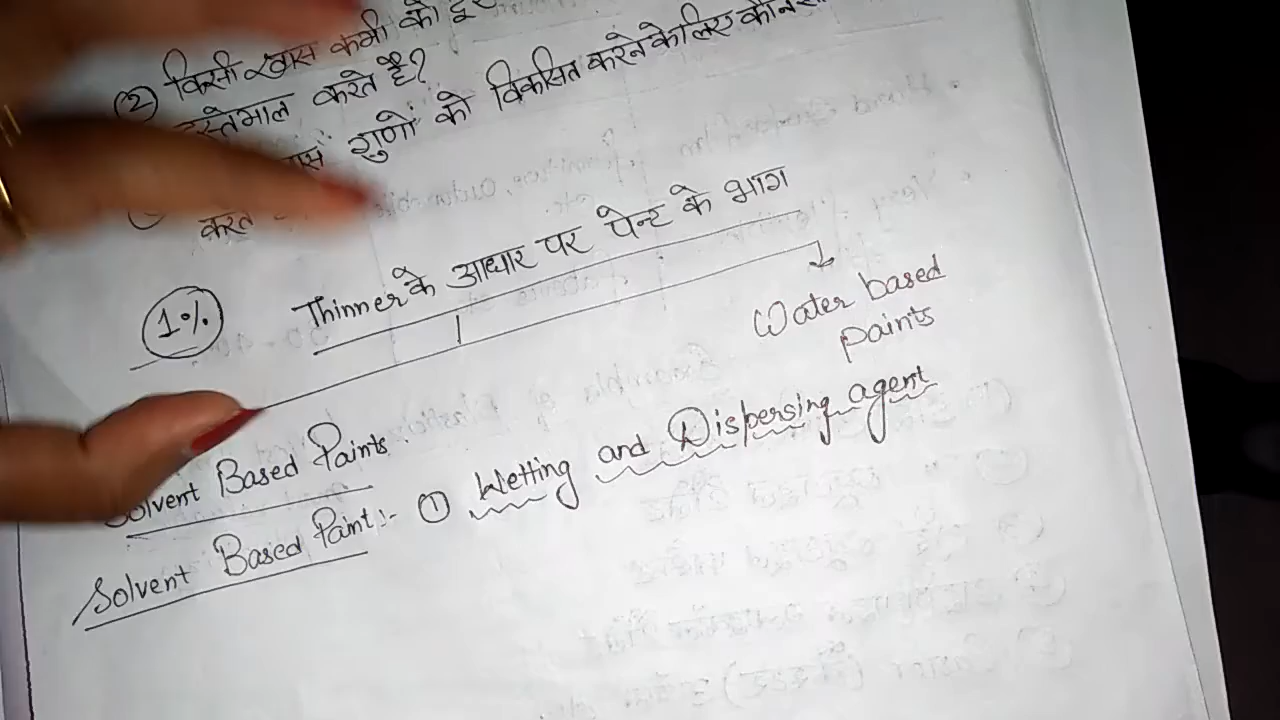 (2) किसी खास कमी को
इस्तेमाल करते है?
गुणों को विकसित करने के लिए
करते
1% Thinner के आधार पर पेन्ट के भाग
Water based
paints
Solvent Based Paints.
Solvent Based Paint:- ① Wetting and Dispersing agent